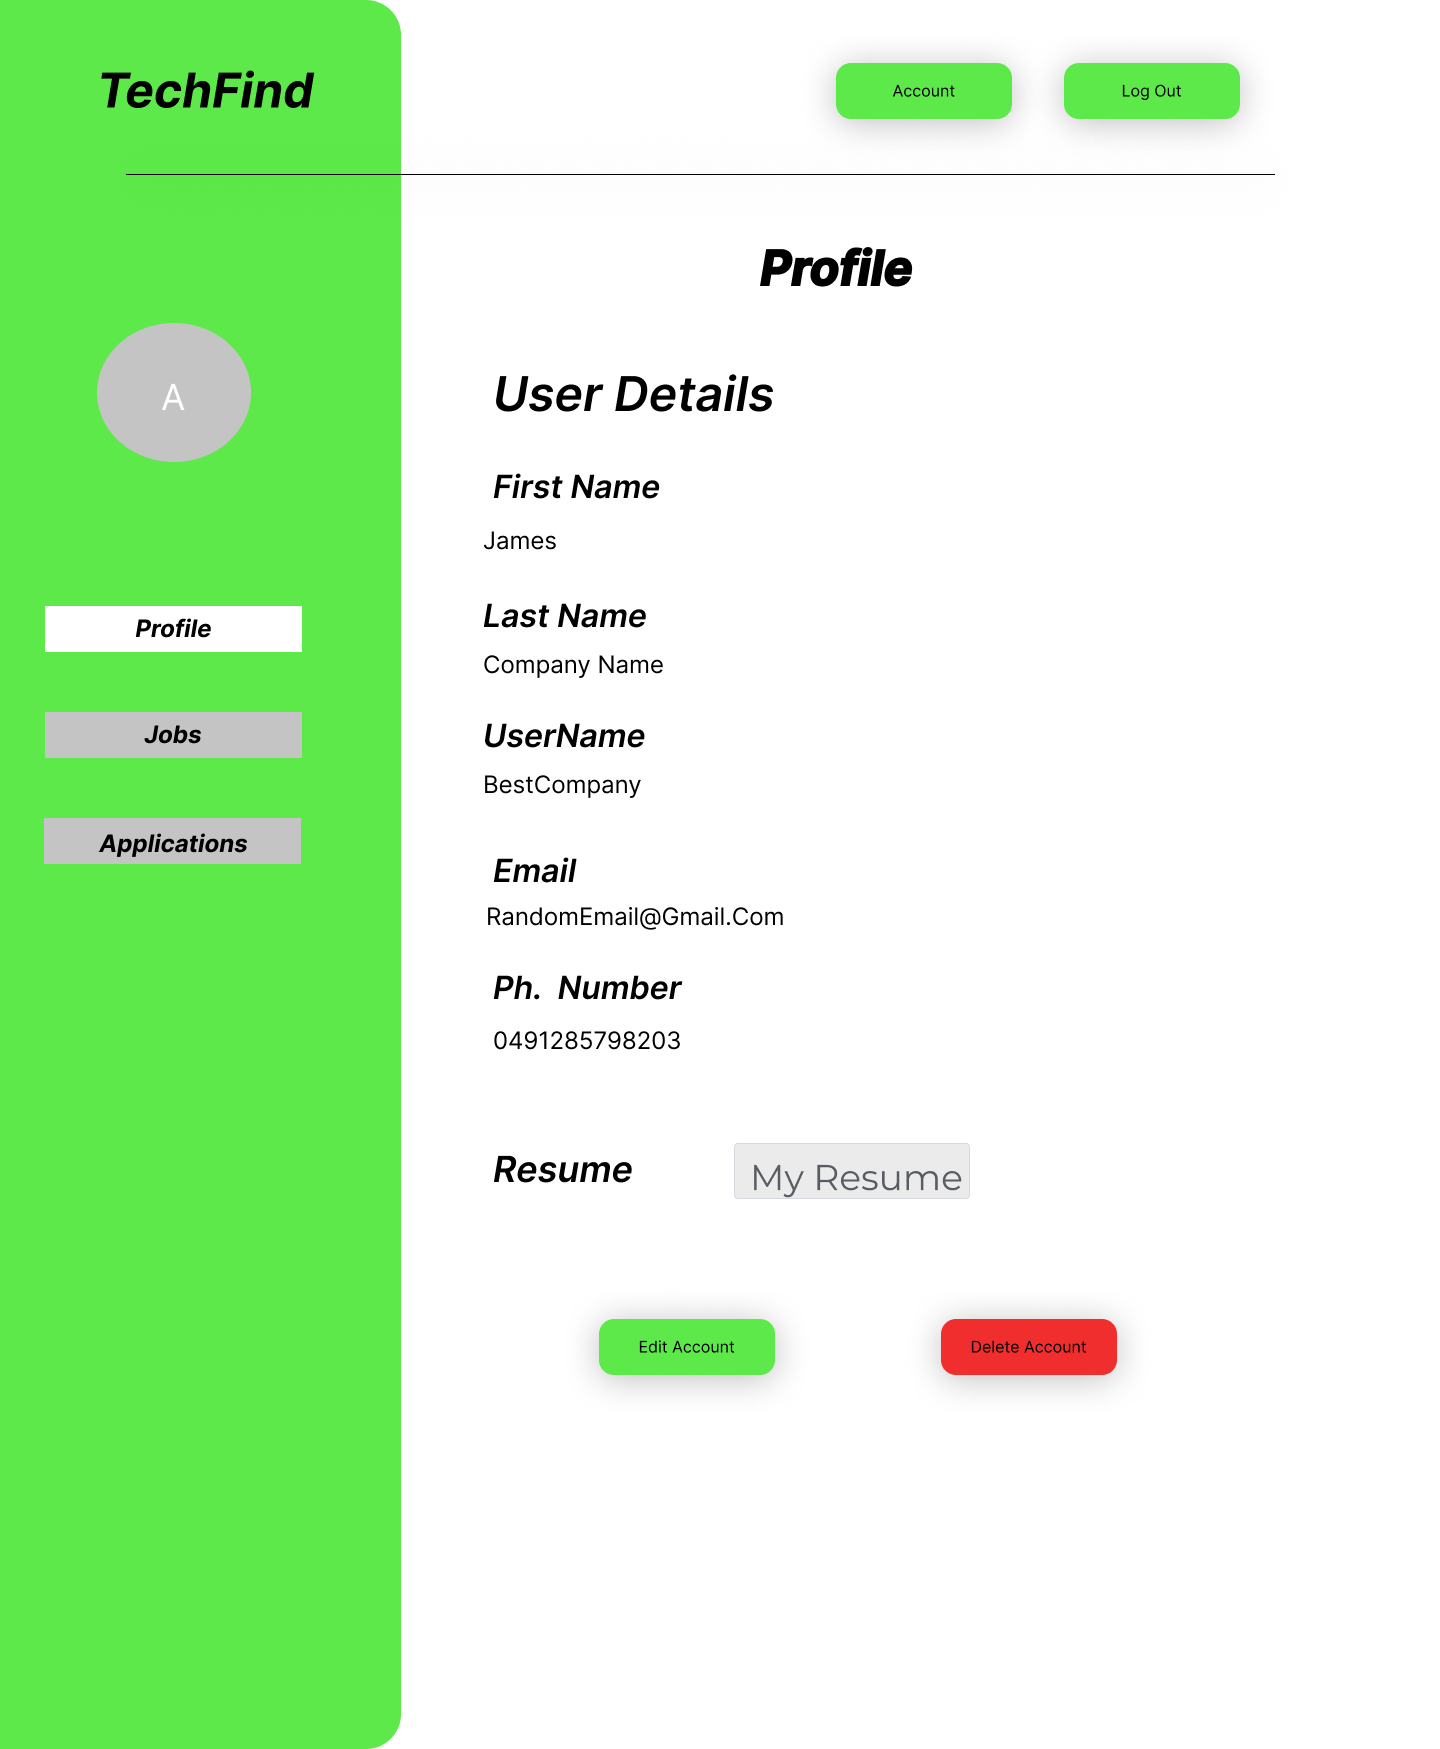 TechFind
Account
Log Out
Profile
A
User Details
First Name
James
Profile
Last Name
Company Name
Jobs
UserName
BestCompany
Applications
Email
RandomEmail@Gmail.Com
Ph. Number
0491285798203
Resume
My Resume
Edit Account
Delete Account